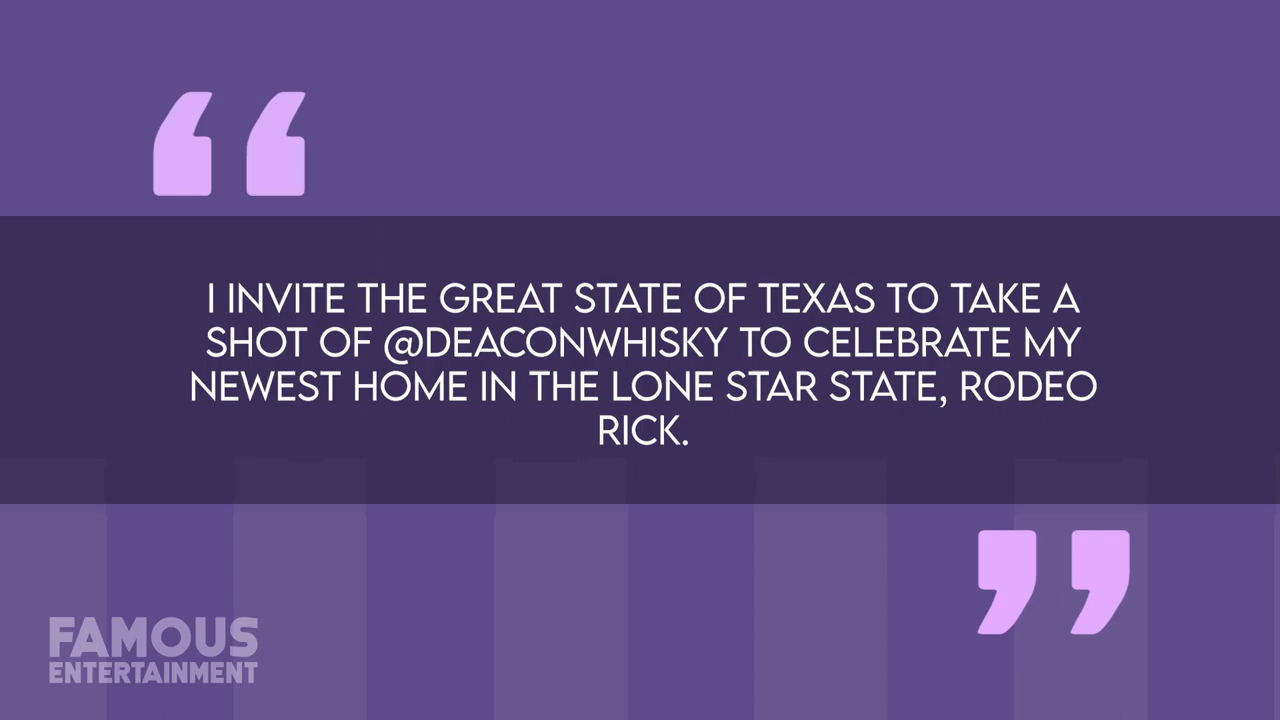 I INVITE THE GREAT STATE OF TEXAS TO TAKE A
SHOT OF @DEACONWHISKY TO CELEBRATE MY
NEWEST HOME IN THE LONE STAR STATE, RODEO
RICK.
FAMOUS
ENTERTAINMENT